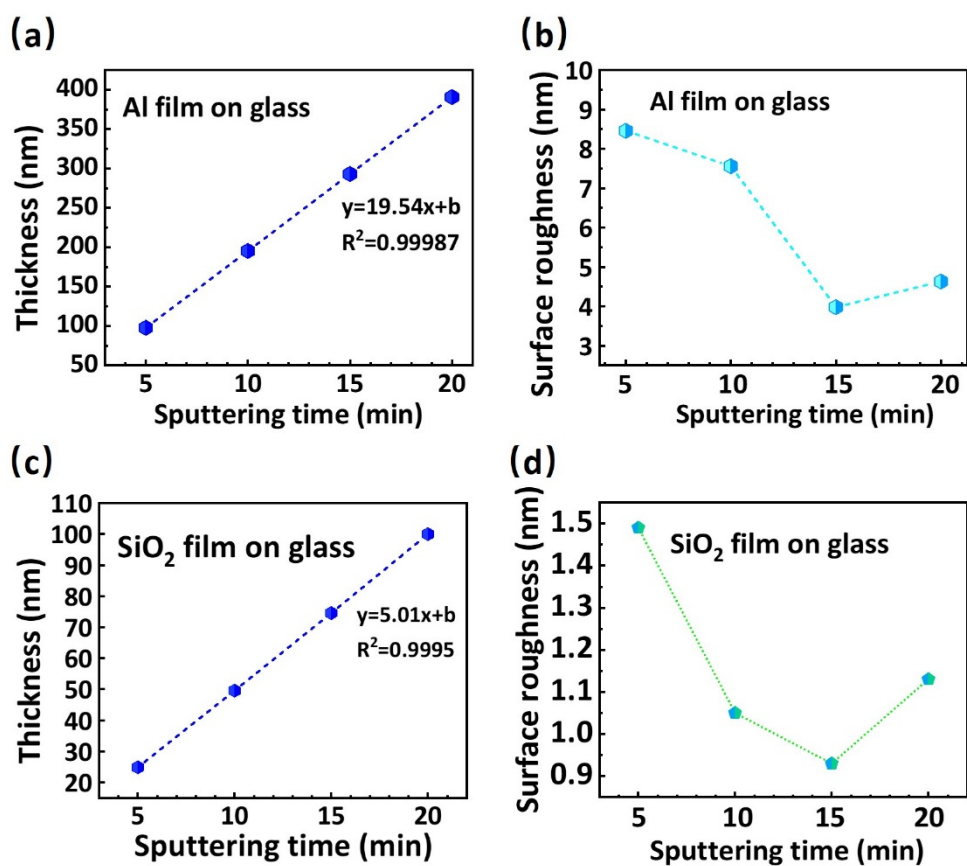 (a)
Al film on glass
y=19.54x+b
R²=0.99987
Thickness (nm)
400
350
300
250
200
150
100
50
5 10 15 20
Sputtering time (min)
(b)
Al film on glass
Surface roughness (nm)
10
9
8
7
6
5
4
3
5 10 15 20
Sputtering time (min)
(c)
SiO₂ film on glass
y=5.01x+b
R²=0.9995
Thickness (nm)
110
100
90
80
70
60
50
40
30
20
5 10 15 20
Sputtering time (min)
(d)
SiO₂ film on glass
Surface roughness (nm)
1.5
1.4
1.3
1.2
1.1
1.0
0.9
5 10 15 20
Sputtering time (min)